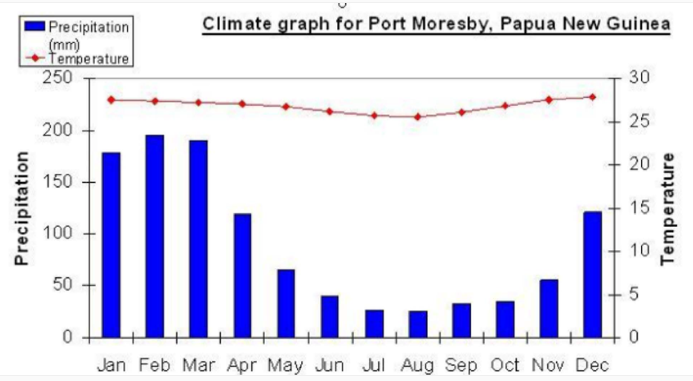 Climate graph for Port Moresby, Papua New Guinea
Precipitation
(mm)
Temperature
250
200
150
100
50
0
Precipitation
30
25
20
15
10
5
0
Temperature
Jan Feb Mar Apr May Jun Jul Aug Sep Oct Nov Dec